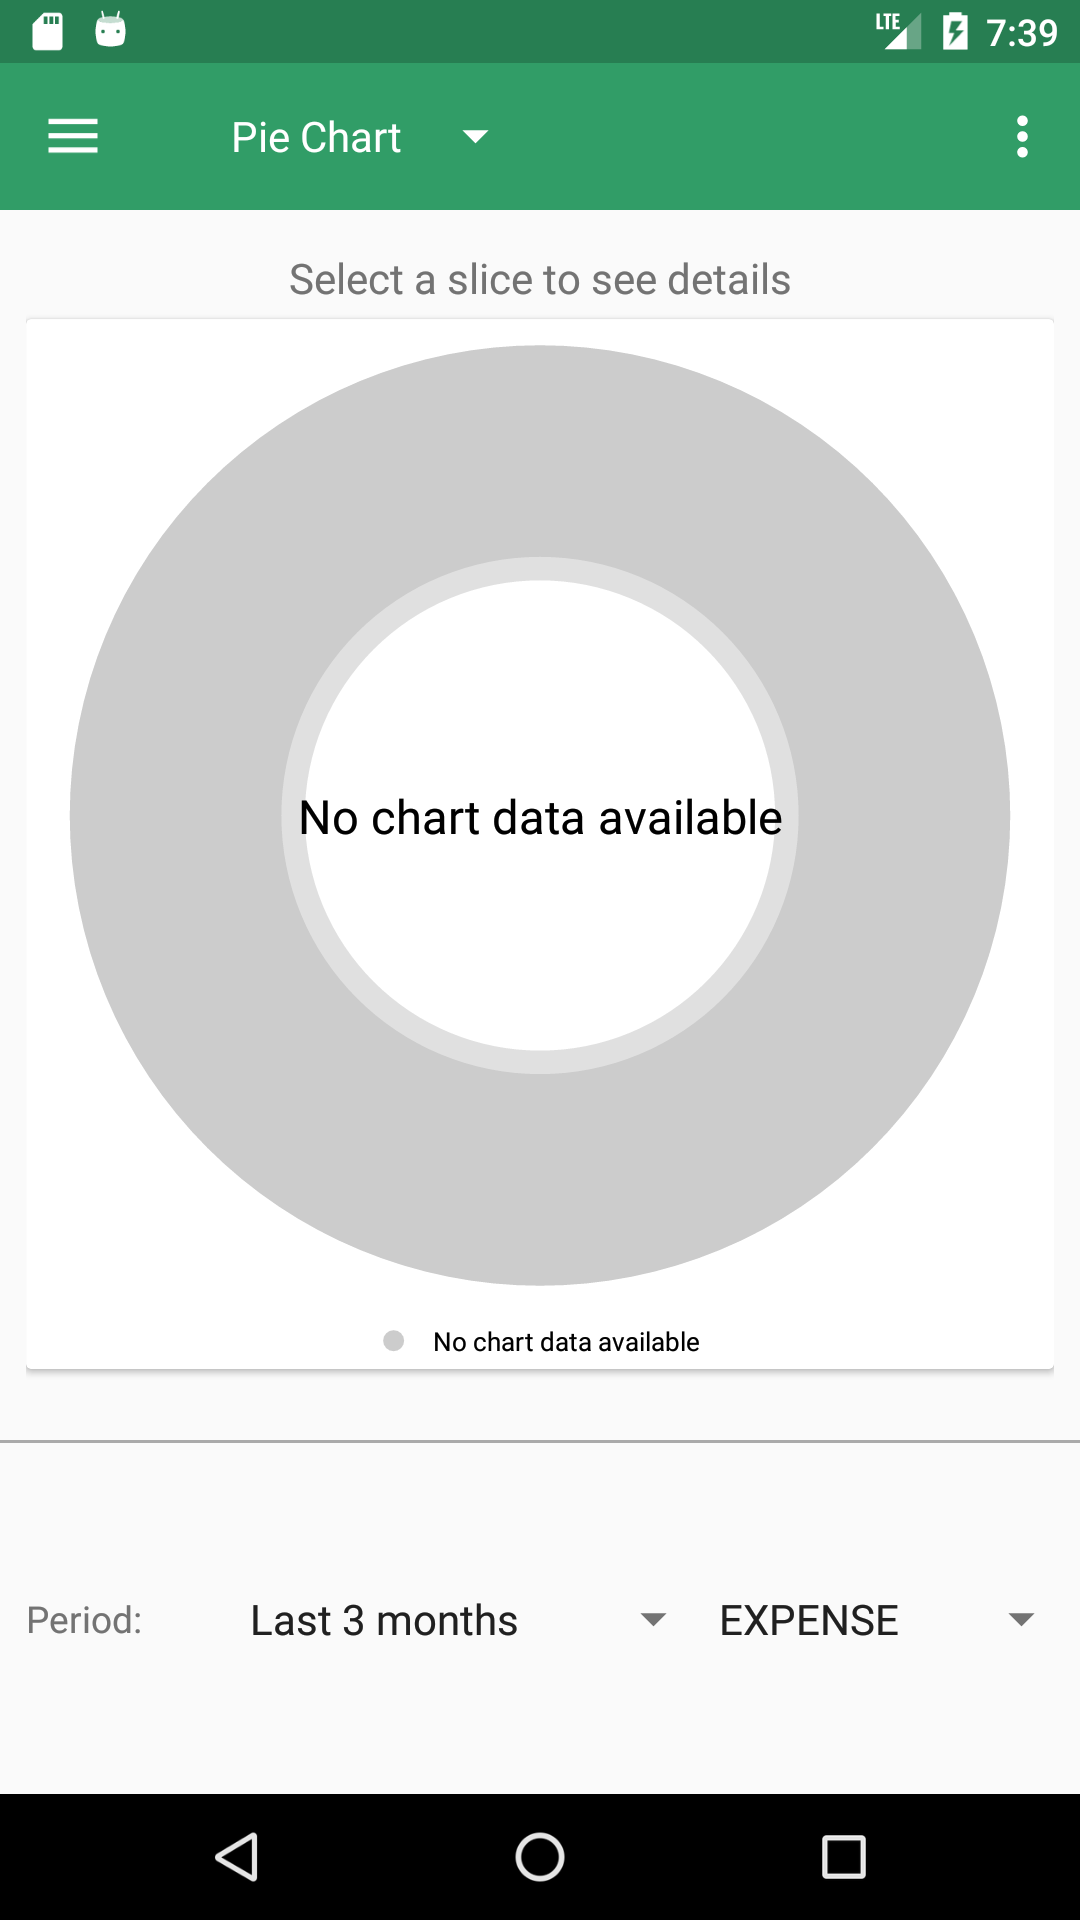 LTE 7:39
Pie Chart
Select a slice to see details
No chart data available
No chart data available
Period: Last 3 months EXPENSE